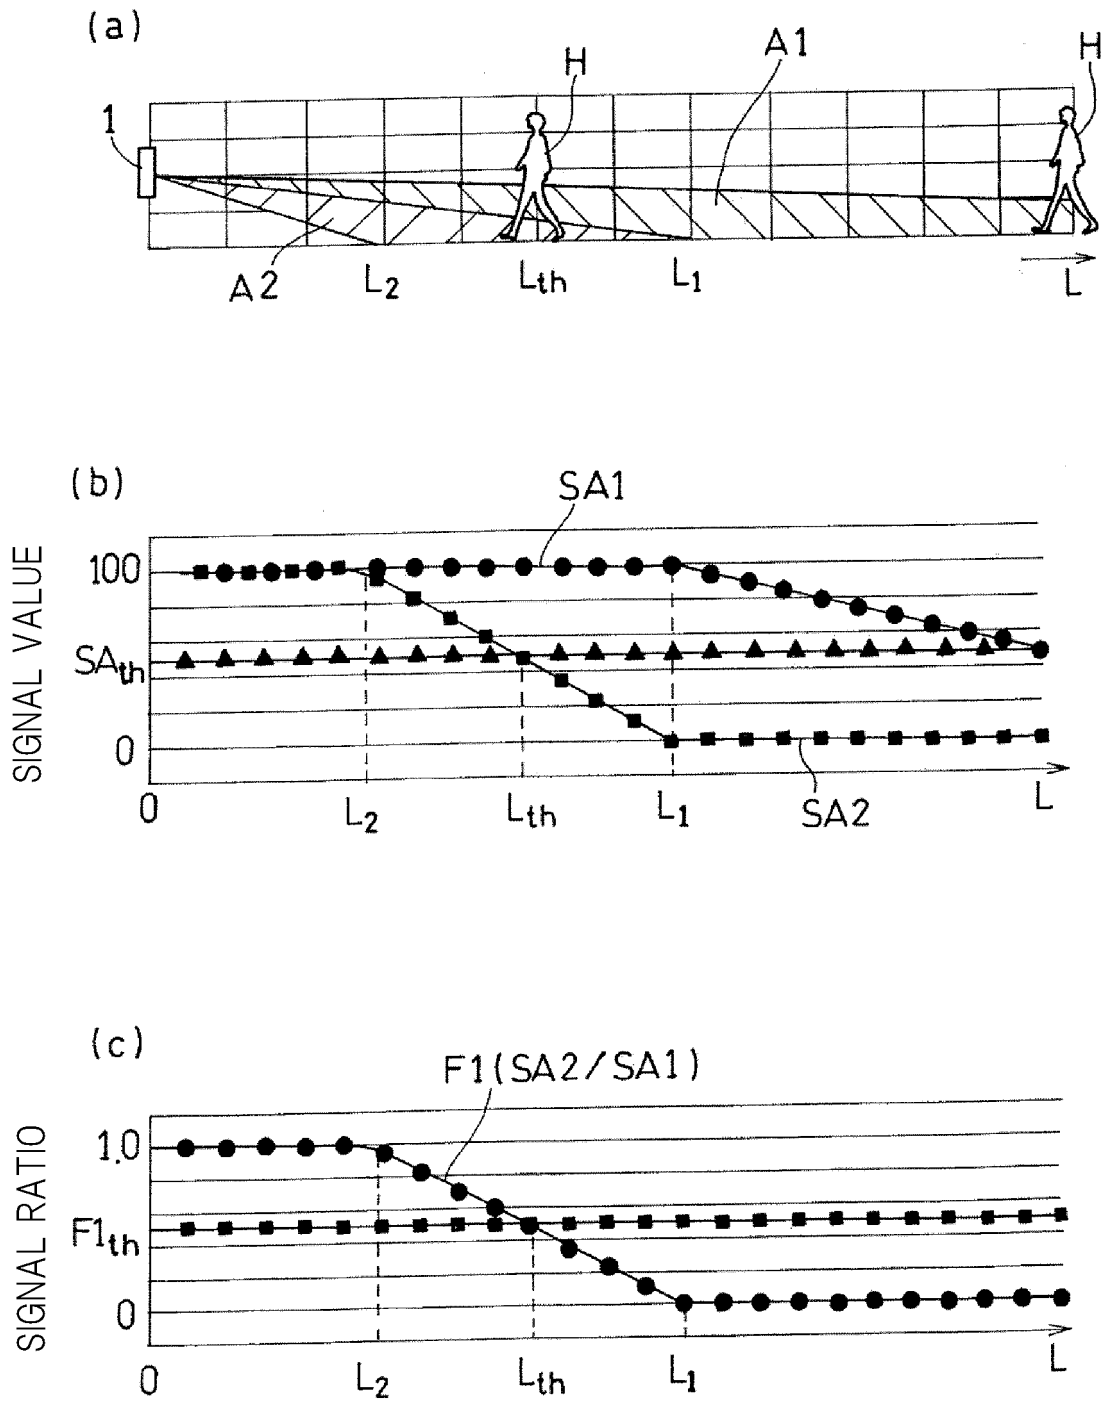 (a)
A1
H
H
1
A2
L2
Lth
L1
L
(b)
SA1
SIGNAL VALUE
100
SAth
0
0
L2
Lth
L1
SA2
L
(c)
F1(SA2/SA1)
SIGNAL RATIO
1.0
F1th
0
0
L2
Lth
L1
L